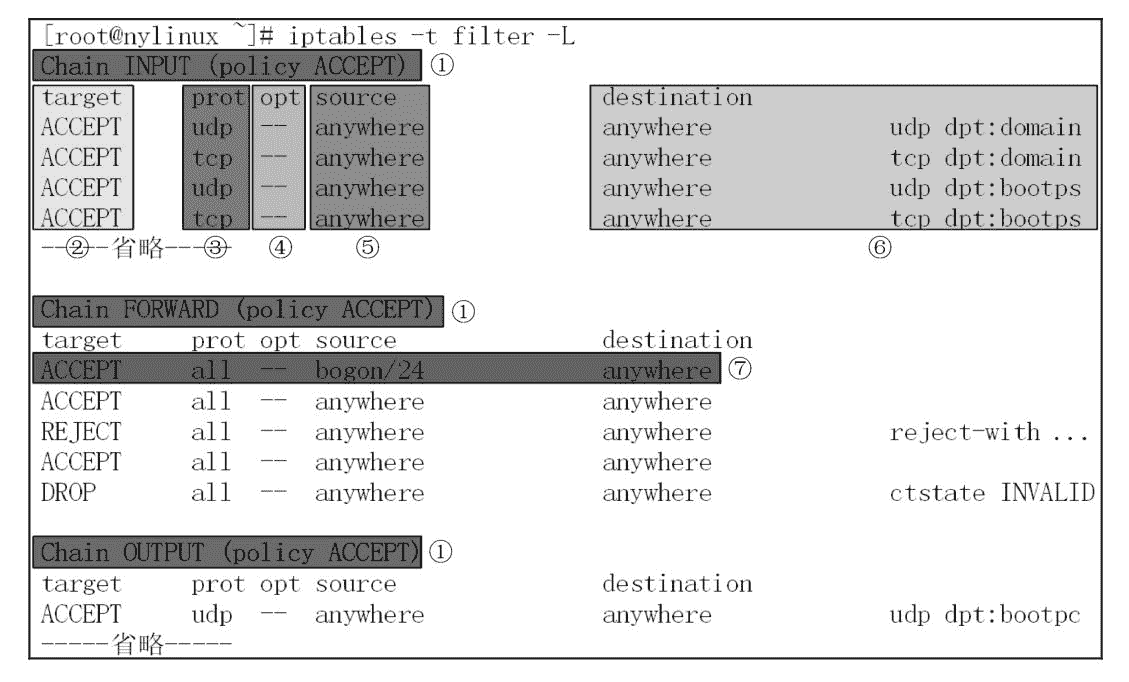 [root@nylinux ~]# iptables -t filter -L
Chain INPUT (policy ACCEPT) ①
target prot opt source destination
ACCEPT udp -- anywhere anywhere udp dpt:domain
ACCEPT tcp -- anywhere anywhere tcp dpt:domain
ACCEPT udp -- anywhere anywhere udp dpt:bootps
ACCEPT tcp -- anywhere anywhere tcp dpt:bootps
--②--省略---③-- ④ ⑤ ⑥
Chain FORWARD (policy ACCEPT) ①
target prot opt source destination
ACCEPT all -- bogon/24 anywhere ⑦
ACCEPT all -- anywhere anywhere
REJECT all -- anywhere anywhere reject-with ...
ACCEPT all -- anywhere anywhere
DROP all -- anywhere anywhere ctstate INVALID
Chain OUTPUT (policy ACCEPT) ①
target prot opt source destination
ACCEPT udp -- anywhere anywhere udp dpt:bootpc
-----省略-----